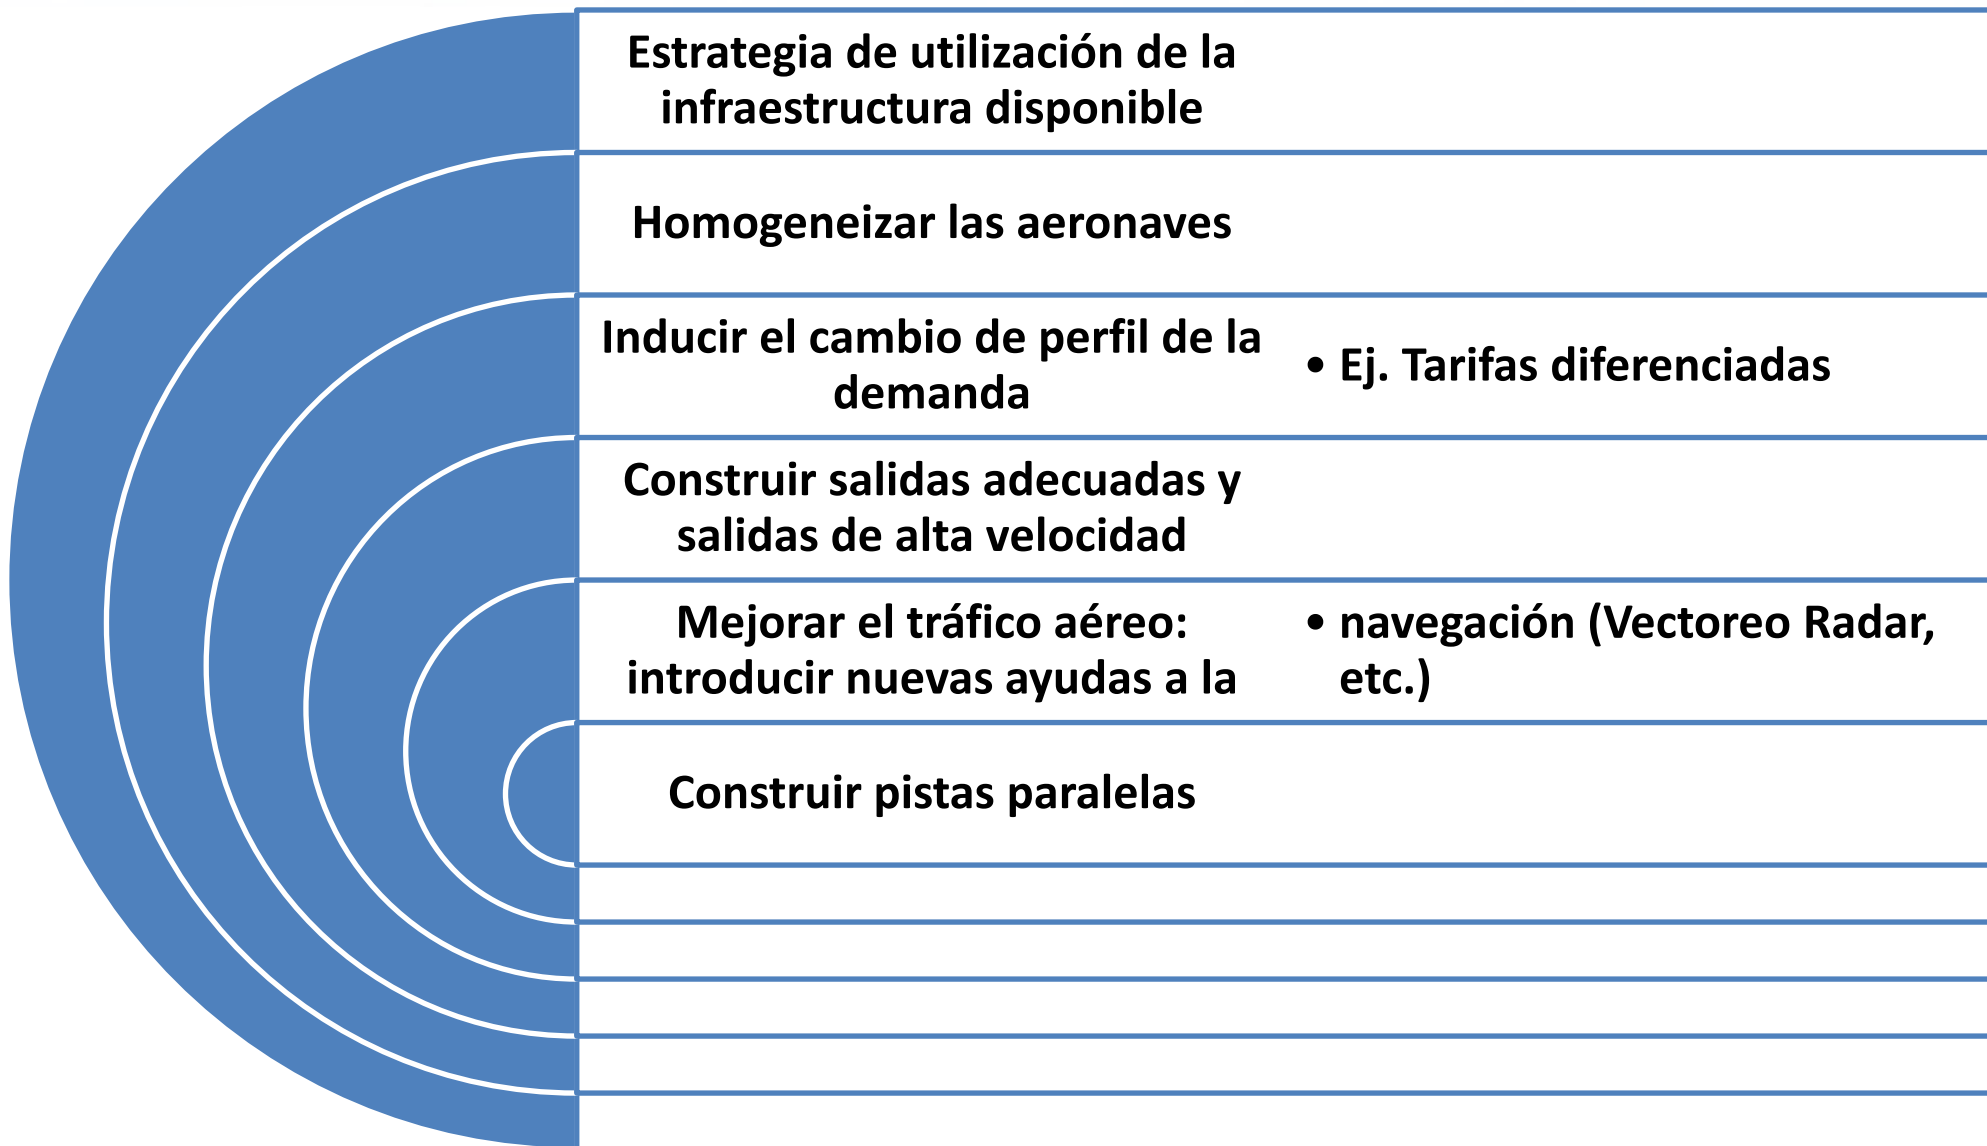 Estrategia de utilización de la
infraestructura disponible
Homogeneizar las aeronaves
Inducir el cambio de perfil de la
demanda
• Ej. Tarifas diferenciadas
Construir salidas adecuadas y
salidas de alta velocidad
Mejorar el tráfico aéreo:
introducir nuevas ayudas a la
• navegación (Vectoreo Radar,
etc.)
Construir pistas paralelas